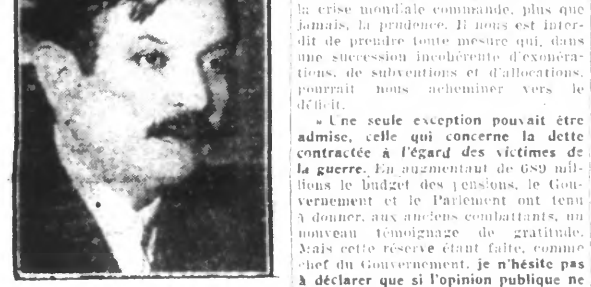 la crise mondiale commande, plus que
jamais, la prudence. Il nous est inter-
dit de prendre toute mesure qui, dans
une succession incohérente d'exonéra-
tions, de subventions et d'allocations,
pourrait nous acheminer vers le
déficit.
« Une seule exception pouvait être
admise, celle qui concerne la dette
contractée à l'égard des victimes de
la guerre. En augmentant de 689 mil-
lions le budget des pensions, le Gou-
vernement et le Parlement ont tenu
à donner, aux anciens combattants, un
nouveau témoignage de gratitude.
Mais cette réserve étant faite, comme
chef du Gouvernement, je n'hésite pas
à déclarer que si l'opinion publique ne